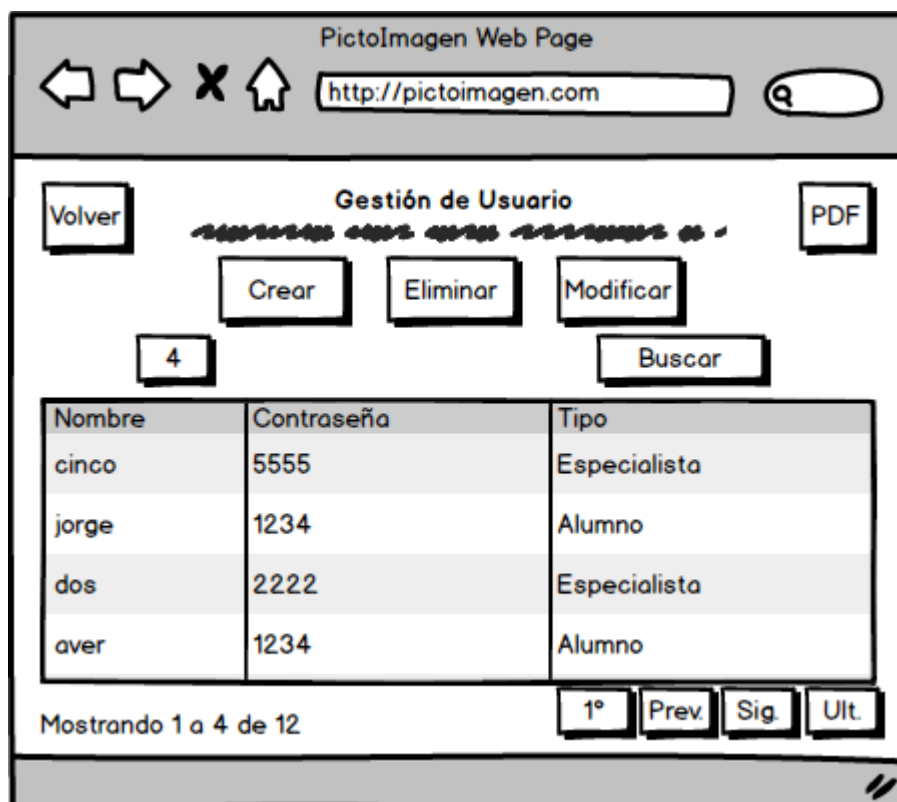 PictoImagen Web Page
http://pictoimagen.com
Volver
Gestión de Usuario
PDF
Crear Eliminar Modificar
4 Buscar
Nombre Contraseña Tipo
cinco 5555 Especialista
jorge 1234 Alumno
dos 2222 Especialista
aver 1234 Alumno
Mostrando 1 a 4 de 12
1º Prev. Sig. Ult.